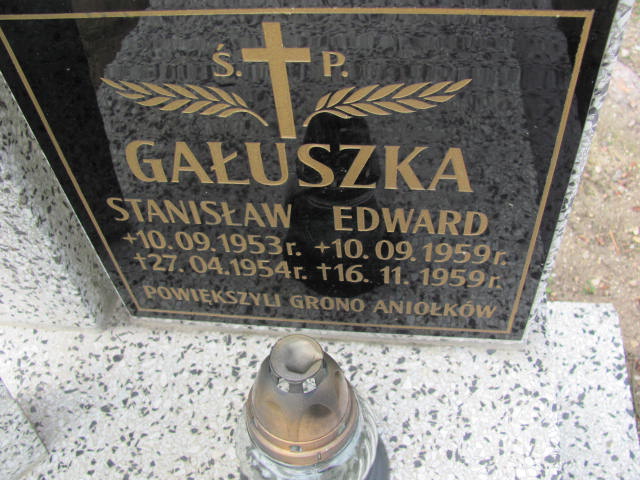 Ś. P.
GAŁUSZKA
STANISŁAW EDWARD
+10.09.1953r. +10.09.1959r.
†27.04.1954r. †16.11.1959r.
POWIĘKSZYLI GRONO ANIOŁKÓW